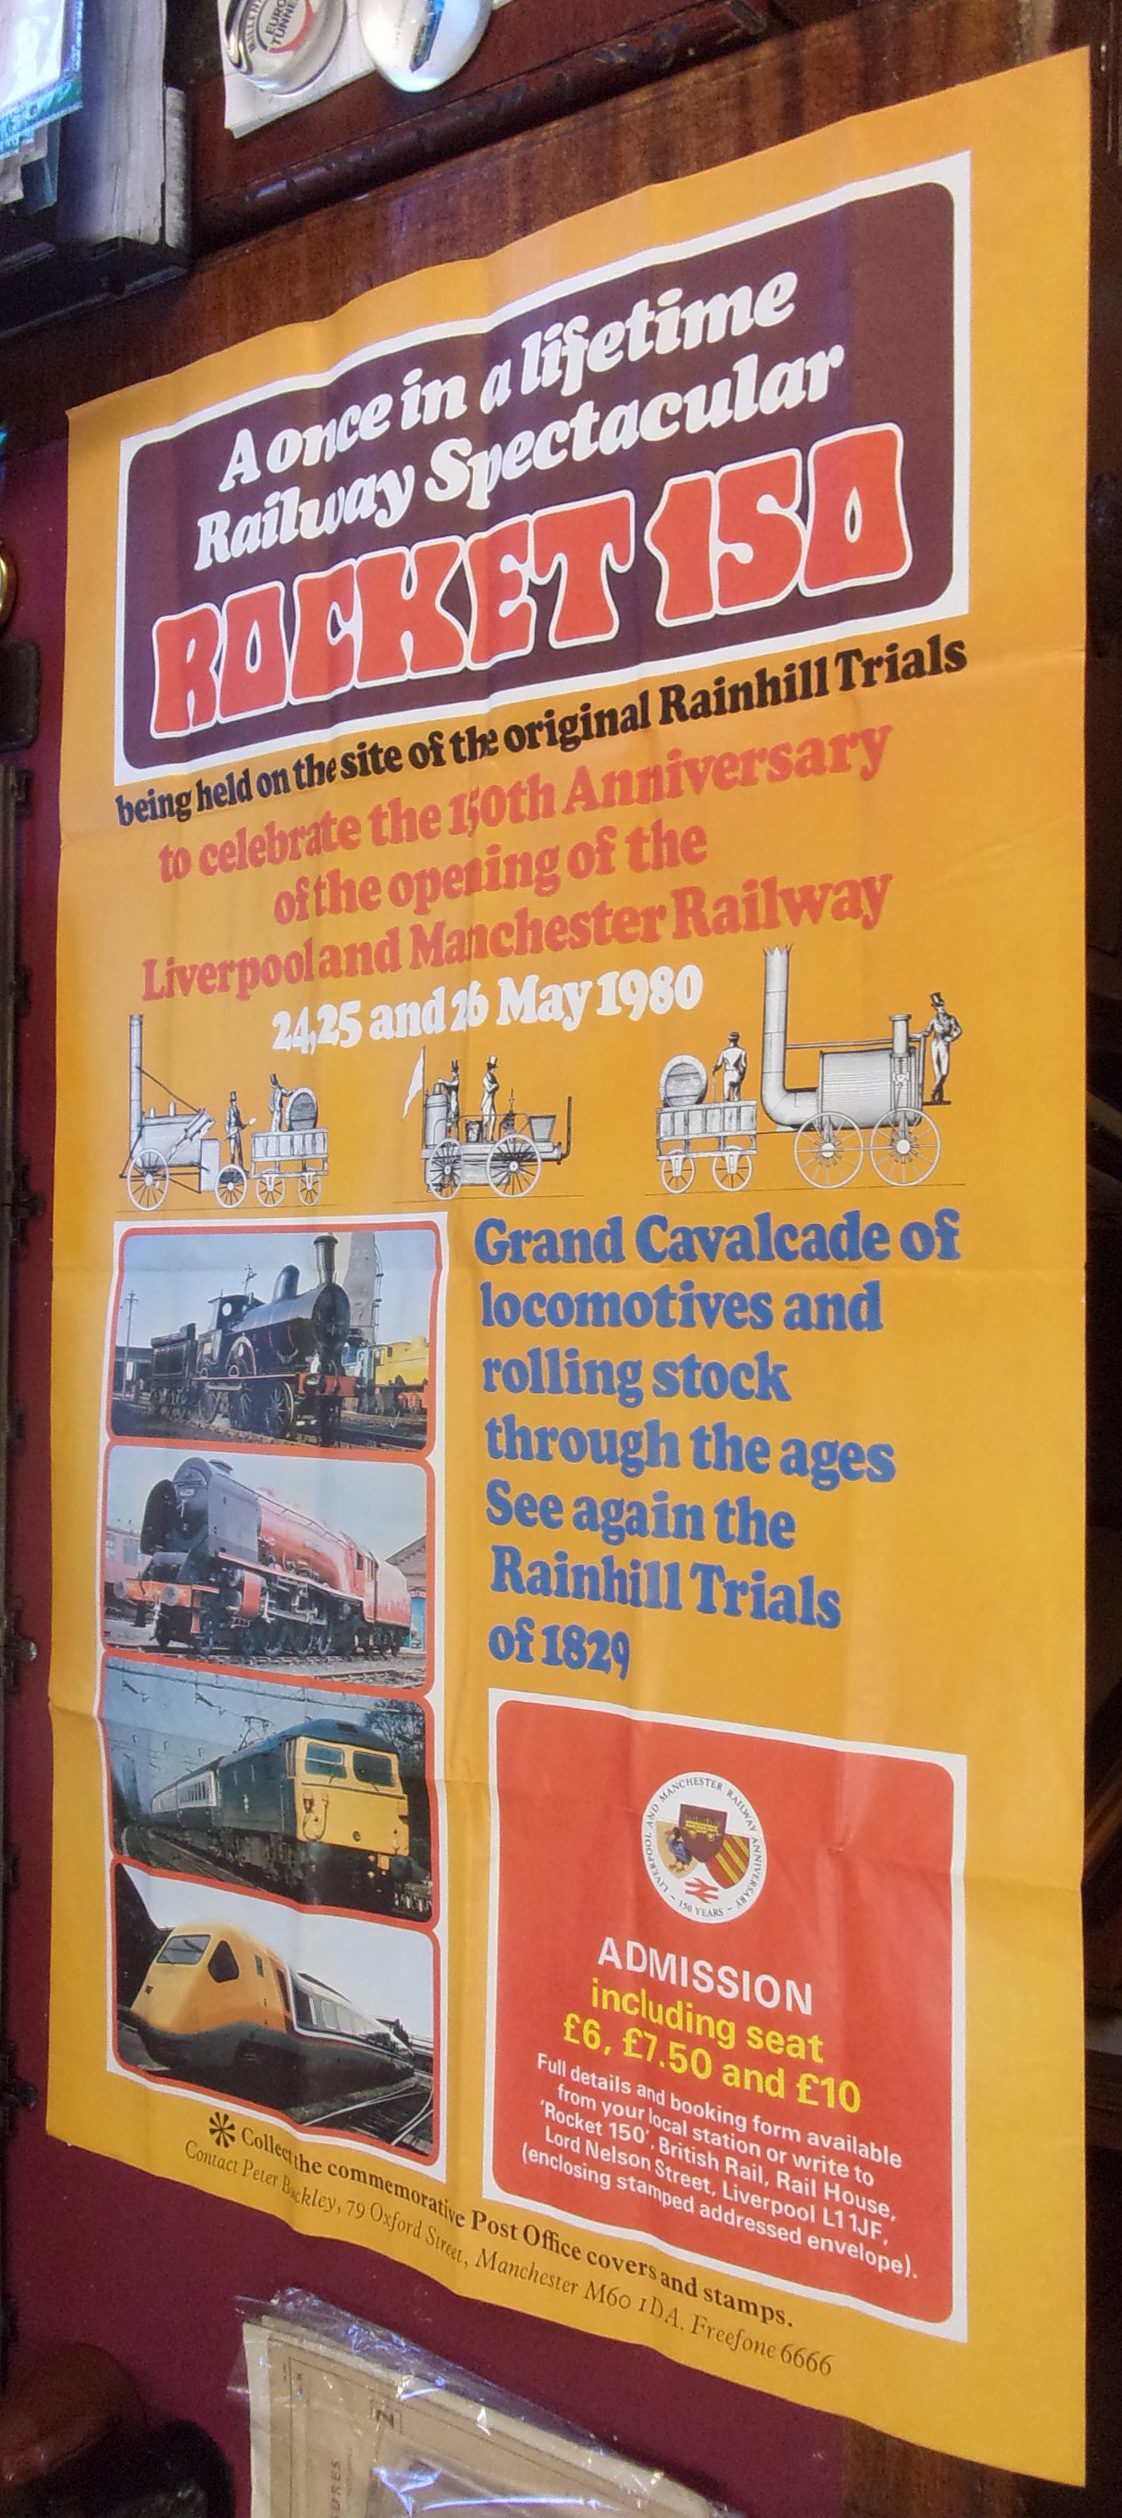 EURO
TUNNEL
A once in a lifetime
Railway Spectacular
ROCKET 150
being held on the site of the original Rainhill Trials
to celebrate the 150th Anniversary
of the opening of the
Liverpool and Manchester Railway
24,25 and 26 May 1980
Grand Cavalcade of
locomotives and
rolling stock
through the ages
See again the
Rainhill Trials
of 1829
LIVERPOOL AND MANCHESTER RAILWAY ANNIVERSARY
- 150 YEARS -
ADMISSION
including seat
£6, £7.50 and £10
Full details and booking form available
from your local station or write to
'Rocket 150', British Rail, Rail House,
Lord Nelson Street, Liverpool L1 1JF,
(enclosing stamped addressed envelope).
Collect the commemorative Post Office covers and stamps.
Contact Peter Buckley, 79 Oxford Street, Manchester M60 1DA. Freefone 6666